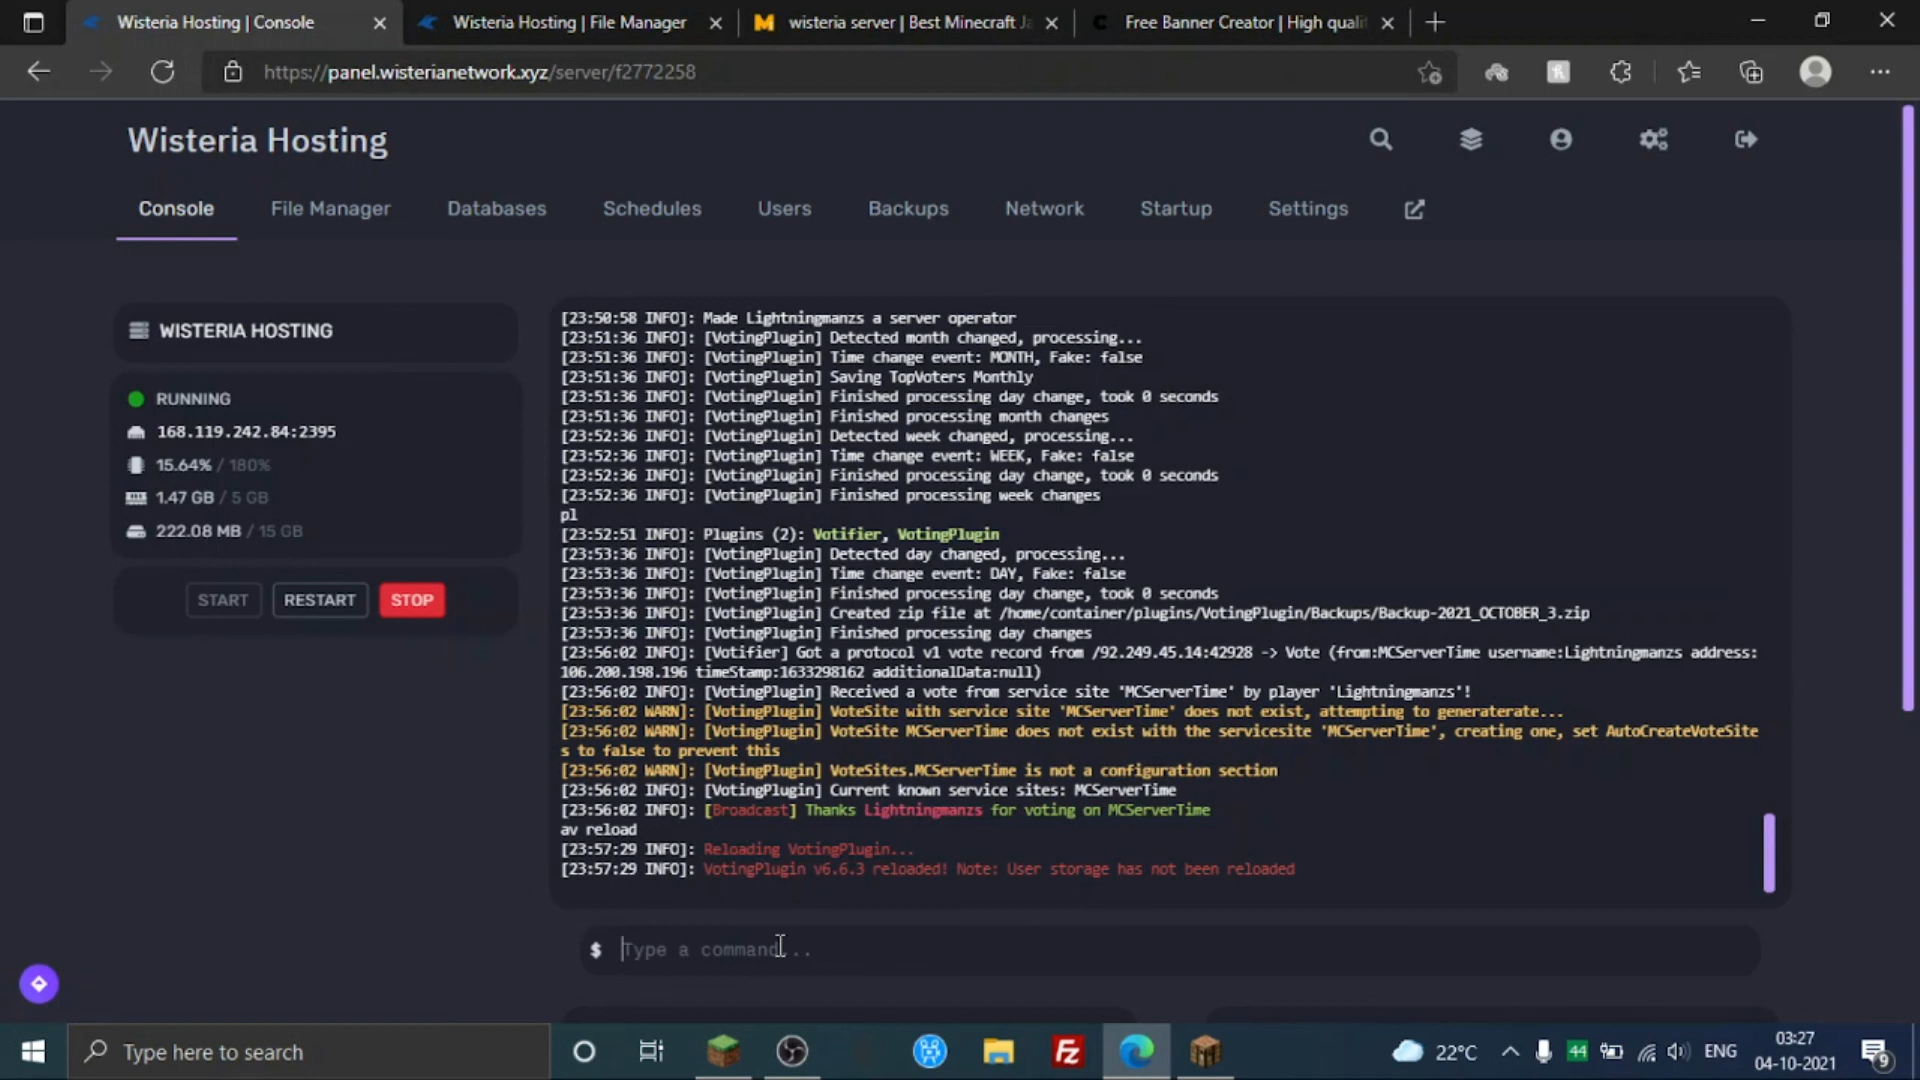 Wisteria Hosting | Console
Wisteria Hosting | File Manager
wisteria server | Best Minecraft Ja
Free Banner Creator | High quali
https://panel.wisterianetwork.xyz/server/f2772258
Wisteria Hosting
Console
File Manager
Databases
Schedules
Users
Backups
Network
Startup
Settings
WISTERIA HOSTING
RUNNING
168.119.242.84:2395
15.64% / 180%
1.47 GB / 5 GB
222.08 MB / 15 GB
START
RESTART
STOP
[23:50:58 INFO]: Made Lightningmanzs a server operator
[23:51:36 INFO]: [VotingPlugin] Detected month changed, processing...
[23:51:36 INFO]: [VotingPlugin] Time change event: MONTH, Fake: false
[23:51:36 INFO]: [VotingPlugin] Saving TopVoters Monthly
[23:51:36 INFO]: [VotingPlugin] Finished processing day change, took 0 seconds
[23:51:36 INFO]: [VotingPlugin] Finished processing month changes
[23:52:36 INFO]: [VotingPlugin] Detected week changed, processing...
[23:52:36 INFO]: [VotingPlugin] Time change event: WEEK, Fake: false
[23:52:36 INFO]: [VotingPlugin] Finished processing day change, took 0 seconds
[23:52:36 INFO]: [VotingPlugin] Finished processing week changes
pl
[23:52:51 INFO]: Plugins (2): Votifier, VotingPlugin
[23:53:36 INFO]: [VotingPlugin] Detected day changed, processing...
[23:53:36 INFO]: [VotingPlugin] Time change event: DAY, Fake: false
[23:53:36 INFO]: [VotingPlugin] Finished processing day change, took 0 seconds
[23:53:36 INFO]: [VotingPlugin] Created zip file at /home/container/plugins/VotingPlugin/Backups/Backup-2021_OCTOBER_3.zip
[23:53:36 INFO]: [VotingPlugin] Finished processing day changes
[23:56:02 INFO]: [Votifier] Got a protocol v1 vote record from /92.249.45.14:42928 -> Vote (from:MCServerTime username:Lightningmanzs address:
106.200.198.196 timeStamp:1633298162 additionalData:null)
[23:56:02 INFO]: [VotingPlugin] Received a vote from service site 'MCServerTime' by player 'Lightningmanzs'!
[23:56:02 WARN]: [VotingPlugin] VoteSite with service site 'MCServerTime' does not exist, attempting to generaterate...
[23:56:02 WARN]: [VotingPlugin] VoteSite MCServerTime does not exist with the servicesite 'MCServerTime', creating one, set AutoCreateVoteSite
s to false to prevent this
[23:56:02 WARN]: [VotingPlugin] VoteSites.MCServerTime is not a configuration section
[23:56:02 INFO]: [VotingPlugin] Current known service sites: MCServerTime
[23:56:02 INFO]: [Broadcast] Thanks Lightningmanzs for voting on MCServerTime
av reload
[23:57:29 INFO]: Reloading VotingPlugin...
[23:57:29 INFO]: VotingPlugin v6.6.3 reloaded! Note: User storage has not been reloaded
$ Type a command...
Type here to search
22°C
44
ENG
03:27
04-10-2021
9